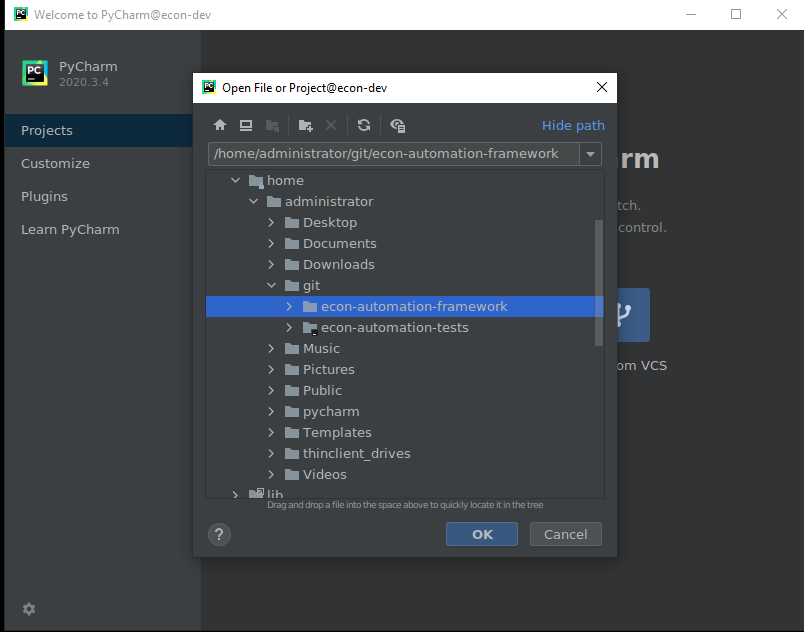 Welcome to PyCharm@econ-dev
PC
PyCharm
2020.3.4
Projects
Customize
Plugins
Learn PyCharm
Open File or Project@econ-dev
Hide path
/home/administrator/git/econ-automation-framework
home
administrator
Desktop
Documents
Downloads
git
econ-automation-framework
econ-automation-tests
Music
Pictures
Public
pycharm
Templates
thinclient_drives
Videos
lib
Drag and drop a file into the space above to quickly locate it in the tree
?
OK
Cancel
arm
tch.
control.
om VCS